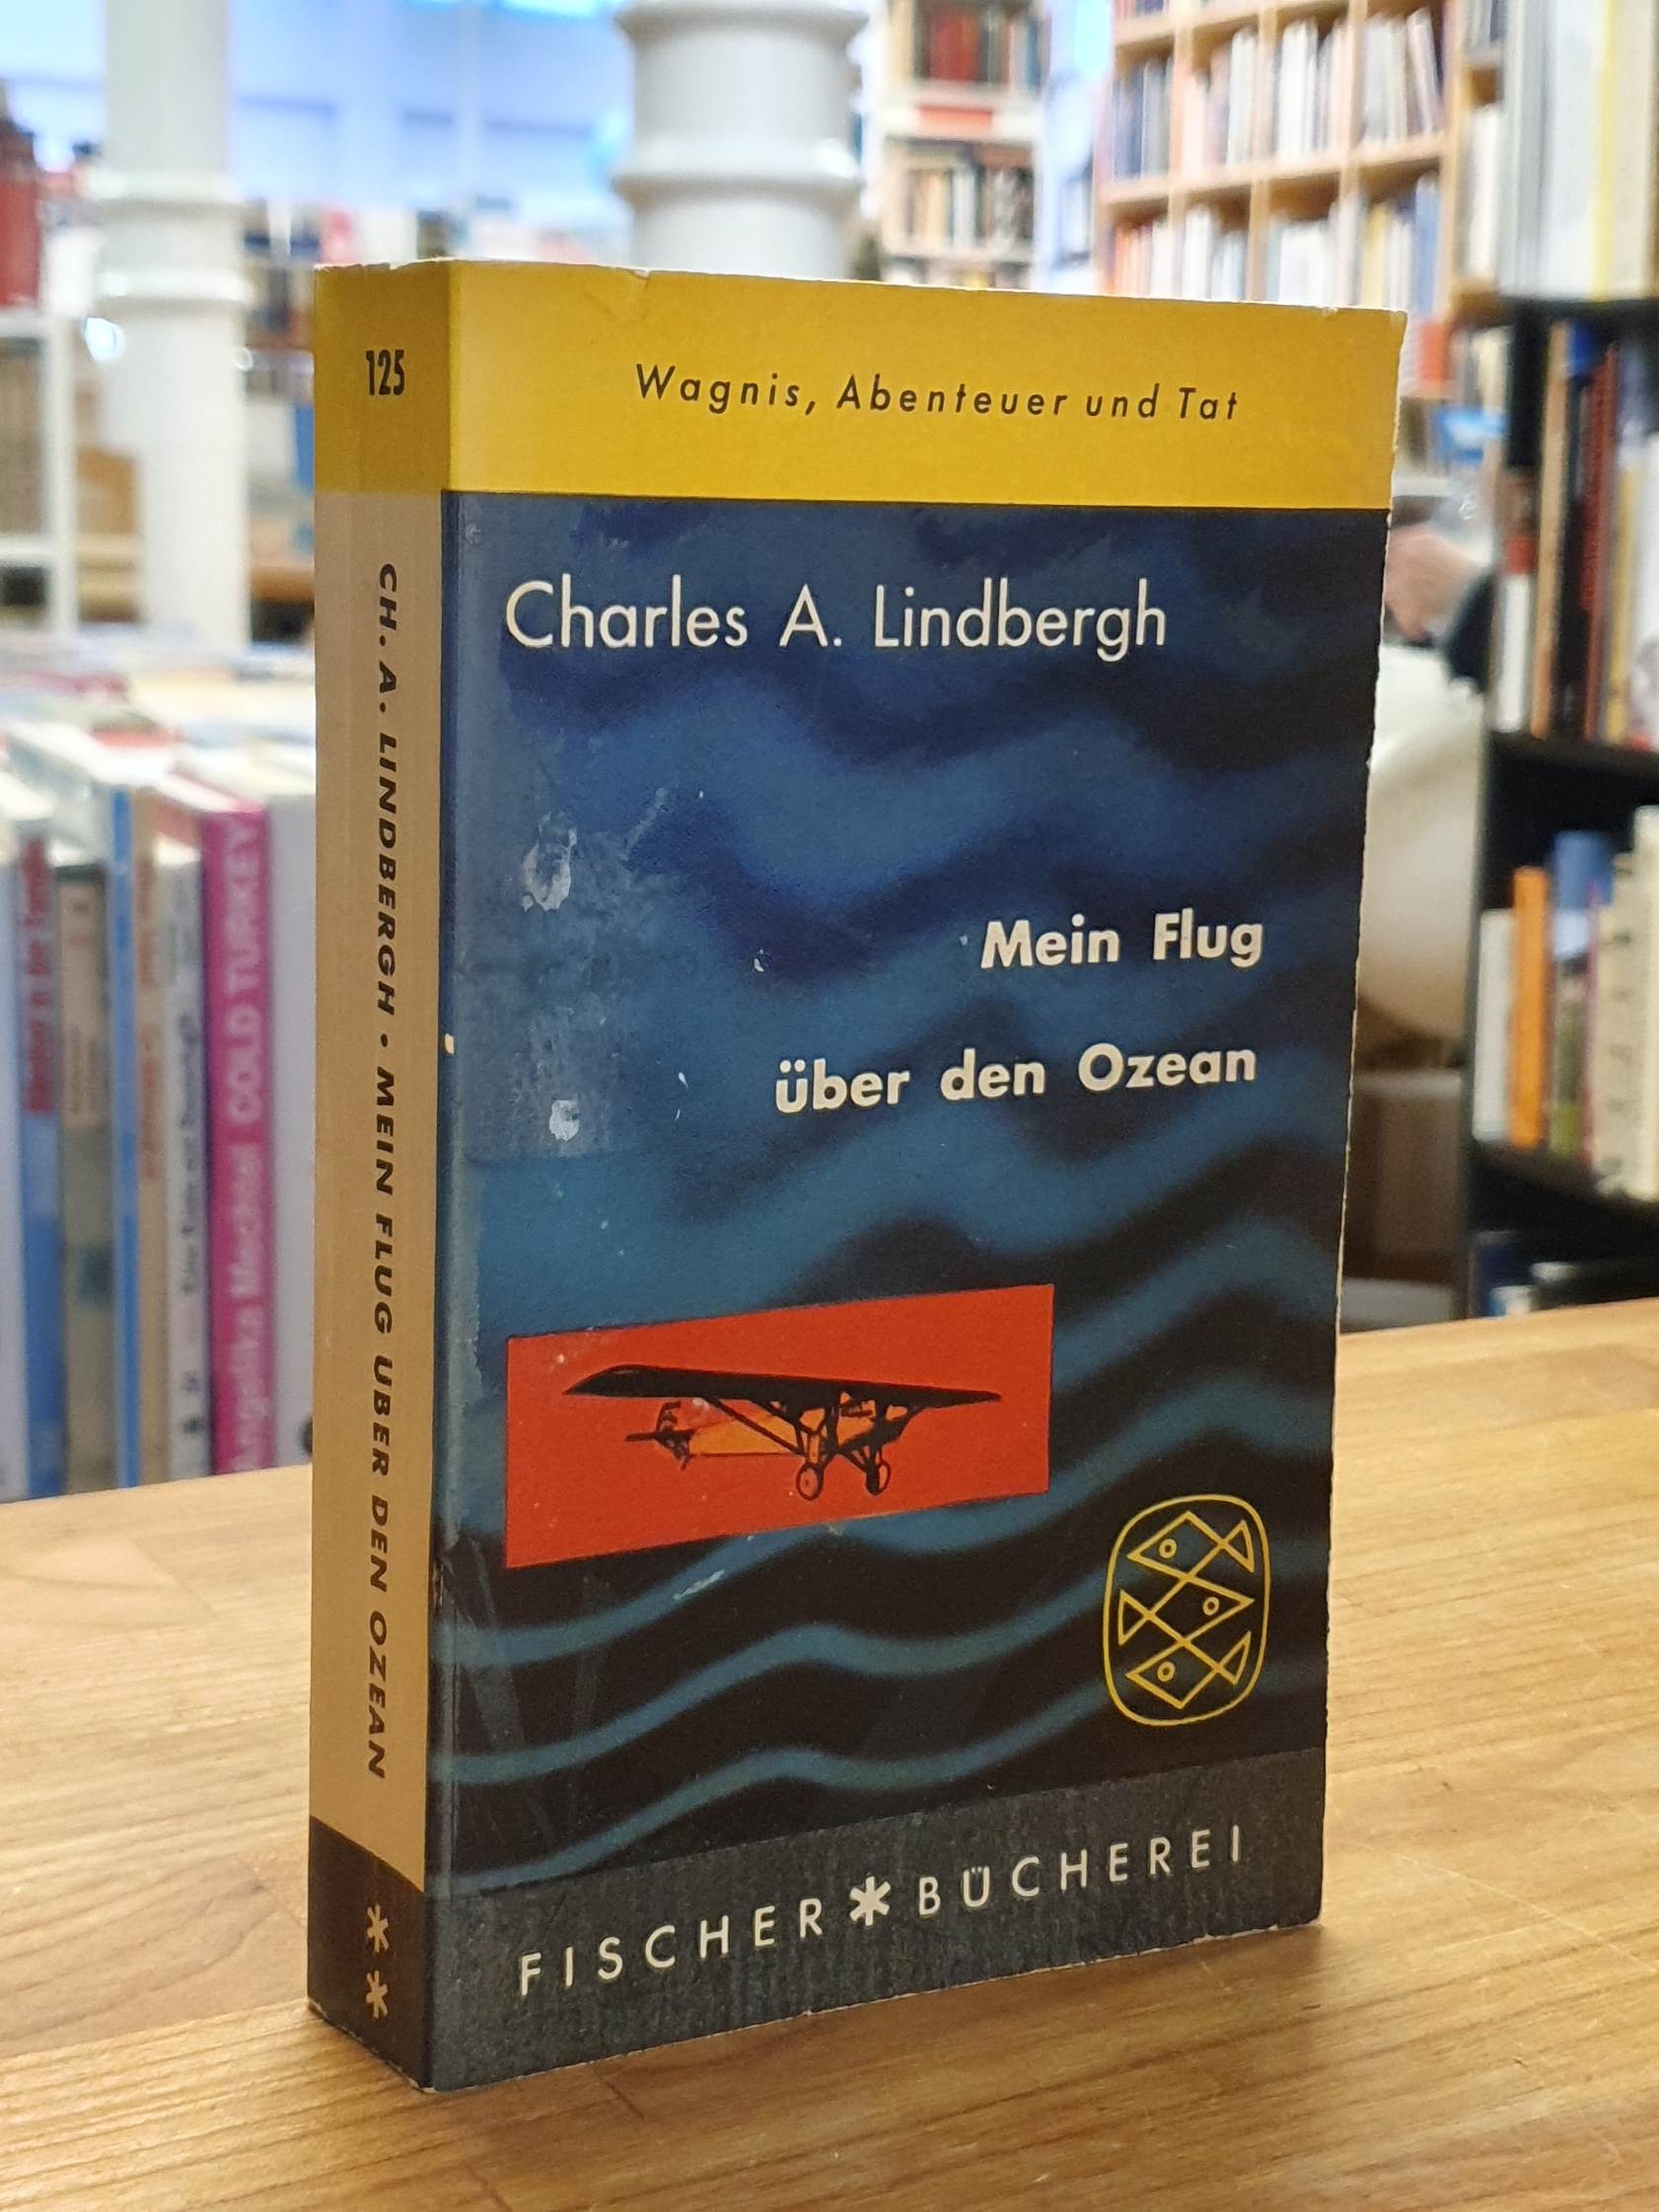 125
Wagnis, Abenteuer und Tat
CH. A. LINDBERGH • MEIN FLUG ÜBER DEN OZEAN
Charles A. Lindbergh
Mein Flug
über den Ozean
FISCHER * BÜCHEREI
* *
COLD TURKEY